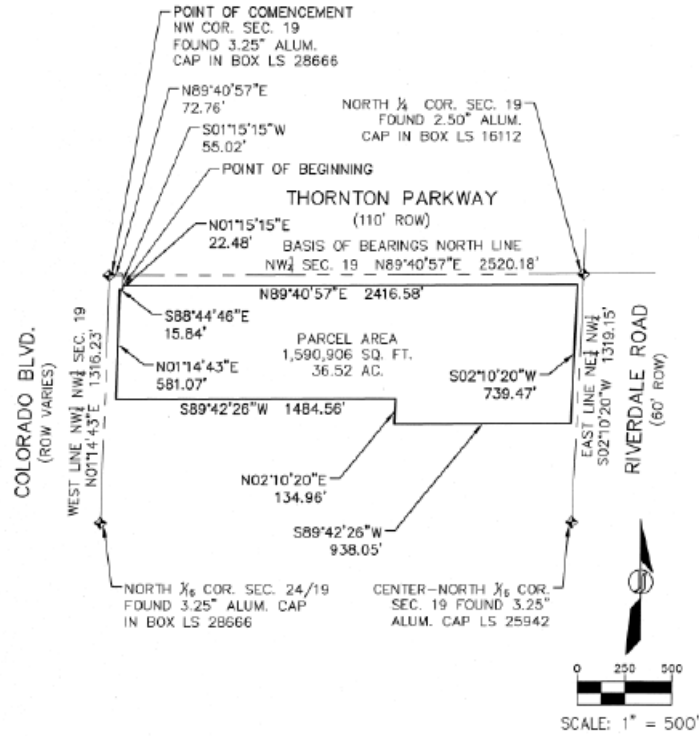 POINT OF COMENCEMENT
NW COR. SEC. 19
FOUND 3.25" ALUM.
CAP IN BOX LS 28666
N89°40'57"E
72.76'
S01°15'15"W
55.02'
POINT OF BEGINNING
NORTH ¼ COR. SEC. 19
FOUND 2.50" ALUM.
CAP IN BOX LS 16112
THORNTON PARKWAY
(110' ROW)
N01°15'15"E
22.48'
BASIS OF BEARINGS NORTH LINE
NW¼ SEC. 19 N89°40'57"E 2520.18'
N89°40'57"E 2416.58'
S88°44'46"E
15.84'
PARCEL AREA
1,590,906 SQ. FT.
36.52 AC.
N01°14'43"E
581.07'
S02°10'20"W
739.47'
S89°42'26"W 1484.56'
COLORADO BLVD.
(ROW VARIES)
WEST LINE NW¼ NW¼ SEC. 19
N01°14'43"E 1316.23'
EAST LINE NE¼ NW¼
S02°10'20"W 1319.15'
RIVERDALE ROAD
(60' ROW)
N02°10'20"E
134.96'
S89°42'26"W
938.05'
NORTH 1/16 COR. SEC. 24/19
FOUND 3.25" ALUM. CAP
IN BOX LS 28666
CENTER-NORTH 1/16 COR.
SEC. 19 FOUND 3.25"
ALUM. CAP LS 25942
0 250 500
SCALE: 1" = 500'